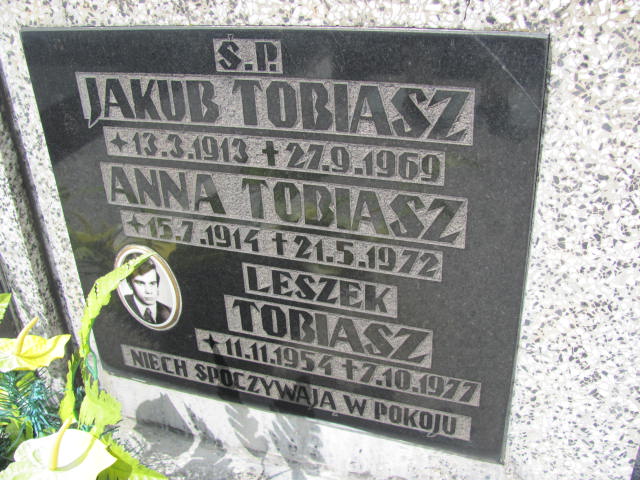 Ś.P.
JAKUB TOBIASZ
+13.3.1913 +27.9.1969
ANNA TOBIASZ
+15.7.1914 +21.5.1972
LESZEK
TOBIASZ
+11.11.1954 +7.10.1977
NIECH SPOCZYWAJĄ W POKOJU